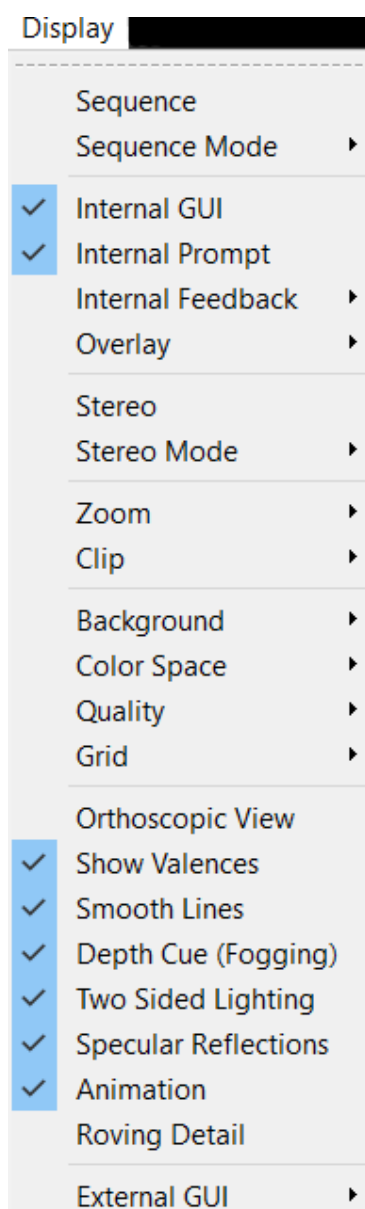 Display
Sequence
Sequence Mode
Internal GUI
Internal Prompt
Internal Feedback
Overlay
Stereo
Stereo Mode
Zoom
Clip
Background
Color Space
Quality
Grid
Orthoscopic View
Show Valences
Smooth Lines
Depth Cue (Fogging)
Two Sided Lighting
Specular Reflections
Animation
Roving Detail
External GUI